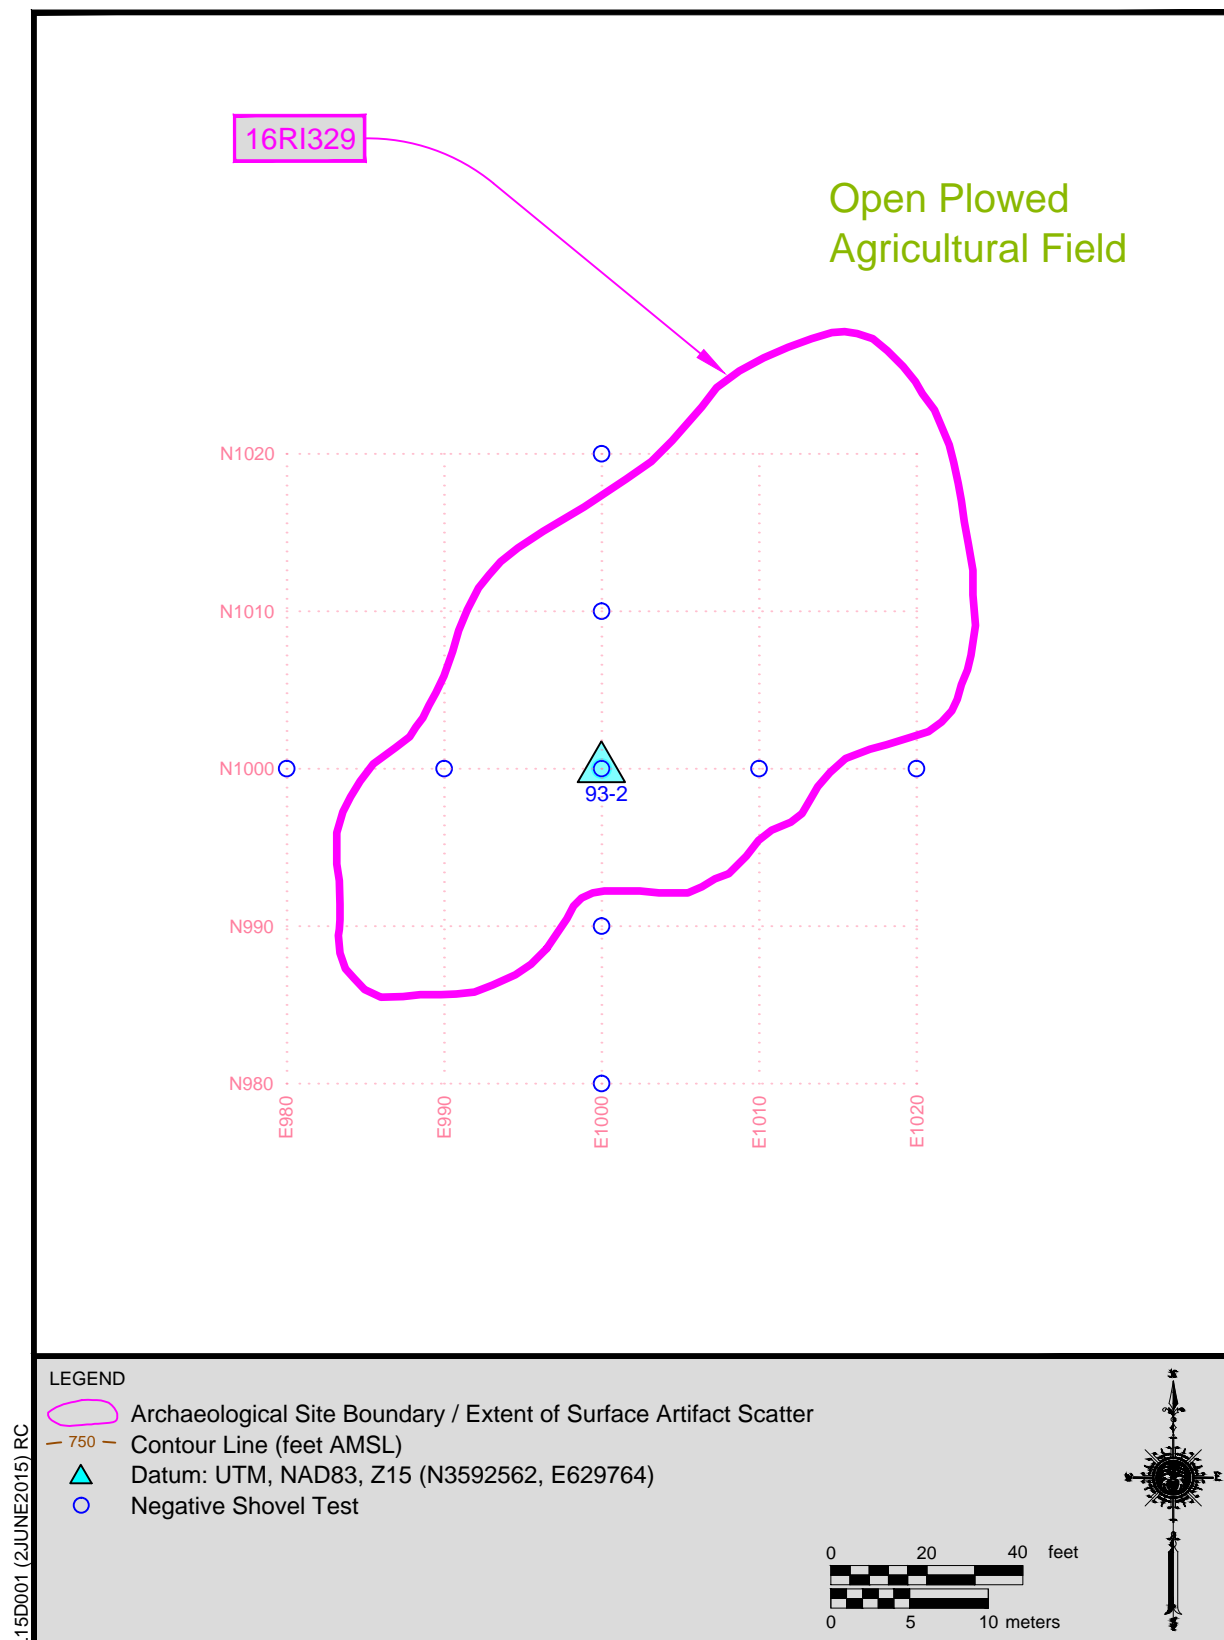 16RI329
Open Plowed
Agricultural Field
N1020
N1010
N1000
93-2
N990
N980
E980
E990
E1000
E1010
E1020
LEGEND
Archaeological Site Boundary / Extent of Surface Artifact Scatter
750 Contour Line (feet AMSL)
Datum: UTM, NAD83, Z15 (N3592562, E629764)
Negative Shovel Test
0 20 40 feet
0 5 10 meters
15D001 (2JUNE2015) RC